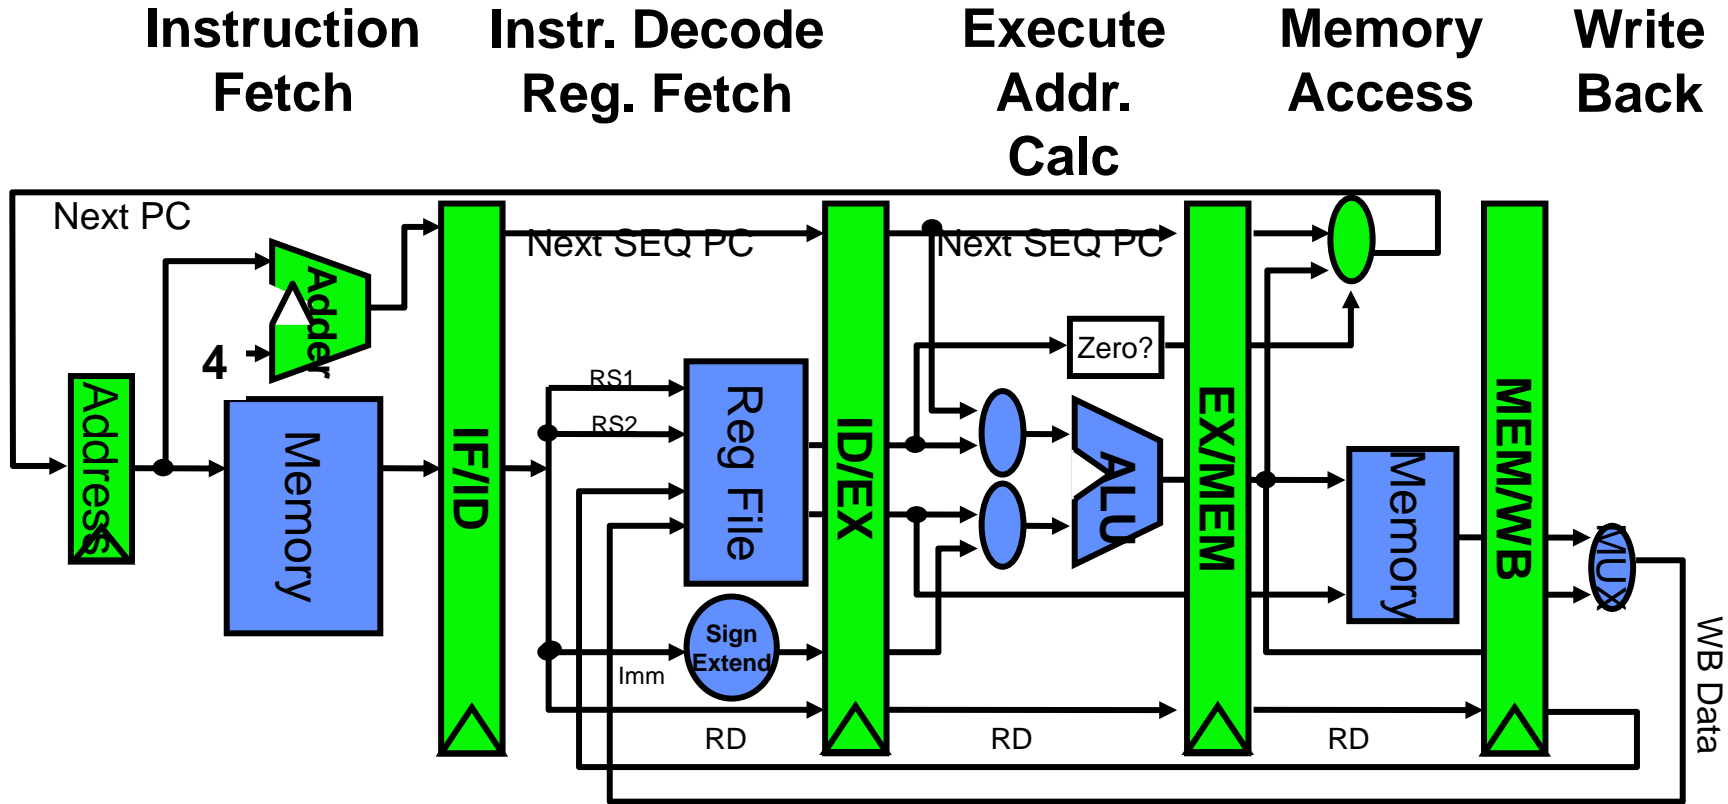 Instruction
Fetch
Instr. Decode
Reg. Fetch
Execute
Addr.
Calc
Memory
Access
Write
Back
Next PC
Next SEQ PC
Next SEQ PC
Adder
4
Zero?
Address
Memory
IF/ID
RS1
RS2
Reg File
ID/EX
ALU
EX/MEM
Memory
MEM/WB
MUX
Sign
Extend
Imm
RD
RD
RD
WB Data